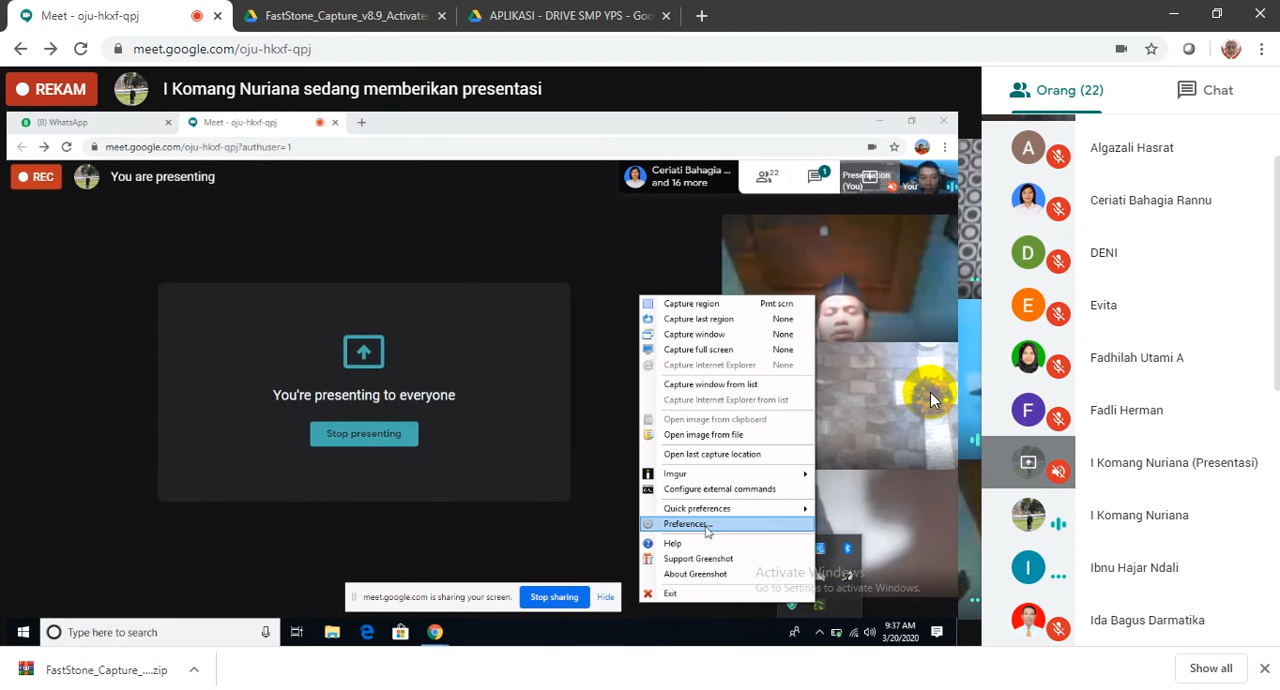 Meet - oju-hkxf-qpj
FastStone_Capture_v8.9_Activate
APLIKASI - DRIVE SMP YPS - Goo
meet.google.com/oju-hkxf-qpj
REKAM
I Komang Nuriana sedang memberikan presentasi
Orang (22)
Chat
(8) WhatsApp
Meet - oju-hkxf-qpj
meet.google.com/oju-hkxf-qpj?authuser=1
REC
You are presenting
Ceriati Bahagia ...
and 16 more
22
1
Presentation
(You)
You
You're presenting to everyone
Stop presenting
Capture region Prnt scrn
Capture last region None
Capture window None
Capture full screen None
Capture Internet Explorer None
Capture window from list
Capture Internet Explorer from list
Open image from clipboard
Open image from file
Open last capture location
Imgur
Configure external commands
Quick preferences
Preferences...
Help
Support Greenshot
About Greenshot
Exit
Activate Windows
Go to Settings to activate Windows.
meet.google.com is sharing your screen.
Stop sharing
Hide
Type here to search
9:37 AM
3/20/2020
A
Algazali Hasrat
Ceriati Bahagia Rannu
D
DENI
E
Evita
Fadhilah Utami A
F
Fadli Herman
I Komang Nuriana (Presentasi)
I Komang Nuriana
I
Ibnu Hajar Ndali
Ida Bagus Darmatika
FastStone_Capture_....zip
Show all